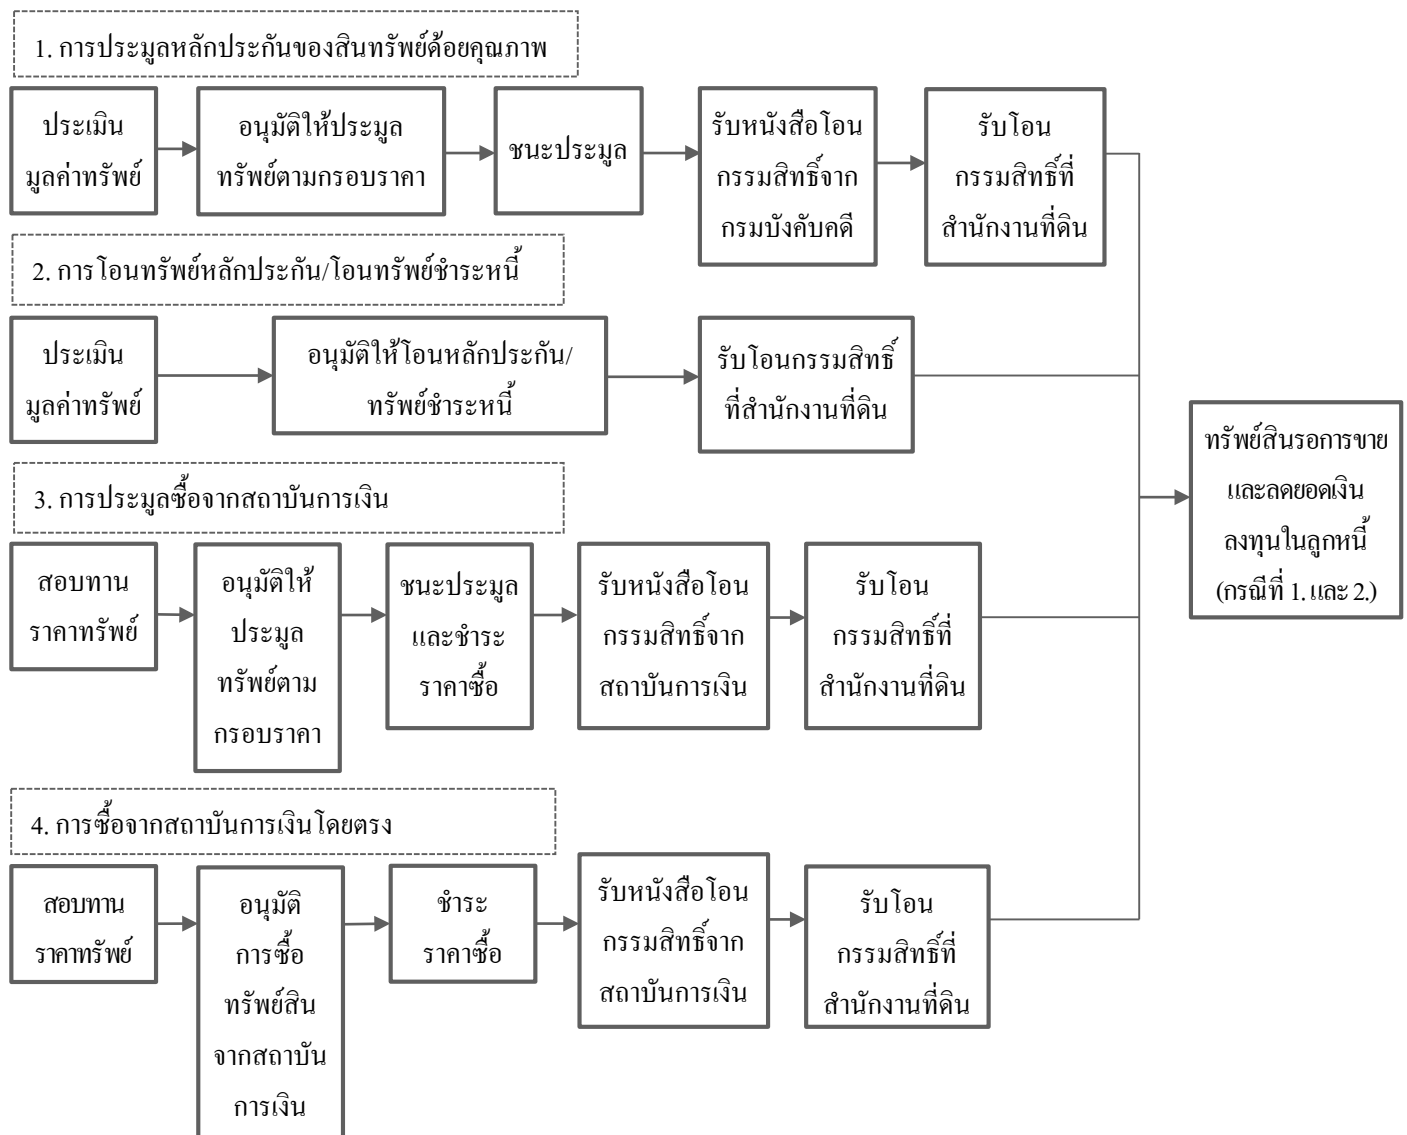 1. การประมูลหลักประกันของสินทรัพย์ด้อยคุณภาพ
ประเมิน
มูลค่าทรัพย์
อนุมัติให้ประมูล
ทรัพย์ตามกรอบราคา
ชนะประมูล
รับหนังสือโอน
กรรมสิทธิ์จาก
กรมบังคับคดี
รับโอน
กรรมสิทธิ์ที่
สำนักงานที่ดิน
2. การโอนทรัพย์หลักประกัน/โอนทรัพย์ชำระหนี้
ประเมิน
มูลค่าทรัพย์
อนุมัติให้โอนหลักประกัน/
ทรัพย์ชำระหนี้
รับโอนกรรมสิทธิ์
ที่สำนักงานที่ดิน
ทรัพย์สินรอการขาย
และลดยอดเงิน
ลงทุนในลูกหนี้
(กรณีที่ 1. และ 2.)
3. การประมูลซื้อจากสถาบันการเงิน
สอบทาน
ราคาทรัพย์
อนุมัติให้
ประมูล
ทรัพย์ตาม
กรอบราคา
ชนะประมูล
และชำระ
ราคาซื้อ
รับหนังสือโอน
กรรมสิทธิ์จาก
สถาบันการเงิน
รับโอน
กรรมสิทธิ์ที่
สำนักงานที่ดิน
4. การซื้อจากสถาบันการเงินโดยตรง
สอบทาน
ราคาทรัพย์
อนุมัติ
การซื้อ
ทรัพย์สิน
จากสถาบัน
การเงิน
ชำระ
ราคาซื้อ
รับหนังสือโอน
กรรมสิทธิ์จาก
สถาบันการเงิน
รับโอน
กรรมสิทธิ์ที่
สำนักงานที่ดิน